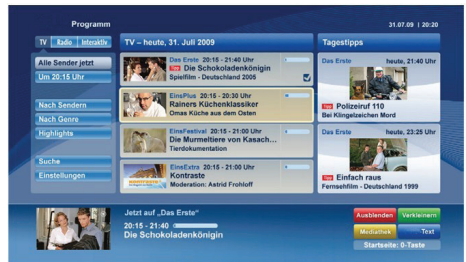 Programm
31.07.09 | 20:20
TV Radio Interaktiv
Alle Sender jetzt
Um 20:15 Uhr
Nach Sendern
Nach Genre
Highlights
Suche
Einstellungen
TV – heute, 31. Juli 2009
Das Erste 20:15 - 21:40 Uhr
Tipp Die Schokoladenkönigin
Spielfilm - Deutschland 2005
EinsPlus 20:15 - 20:30 Uhr
Rainers Küchenklassiker
Omas Küche aus dem Osten
EinsFestival 20:15 - 21:00 Uhr
Die Murmeltiere von Kasach...
Tierdokumentation
EinsExtra 20:15 - 21:00 Uhr
Kontraste
Moderation: Astrid Frohloff
kontraste
Tagestipps
Das Erste heute, 21:40 Uhr
Tipp Polizeiruf 110
Bei Klingelzeichen Mord
Das Erste heute, 23:25 Uhr
Tipp Einfach raus
Fernsehfilm - Deutschland 1999
Jetzt auf „Das Erste“
20:15 - 21:40
Die Schokoladenkönigin
Ausblenden Verkleinern
Mediathek Text
Startseite: 0-Taste